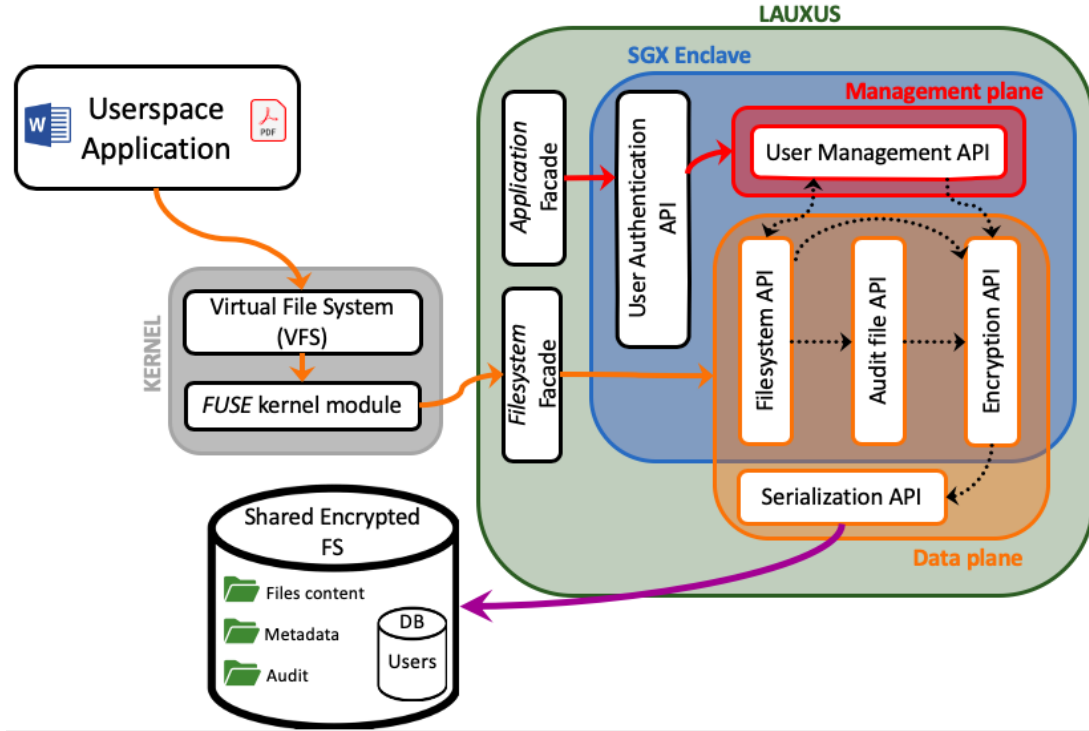 LAUXUS
SGX Enclave
Management plane
User Management API
W
Userspace
Application
PDF
Application
Facade
User Authentication
API
KERNEL
Virtual File System
(VFS)
FUSE kernel module
Filesystem
Facade
Filesystem API
Audit file API
Encryption API
Serialization API
Data plane
Shared Encrypted
FS
Files content
Metadata
Audit
DB
Users